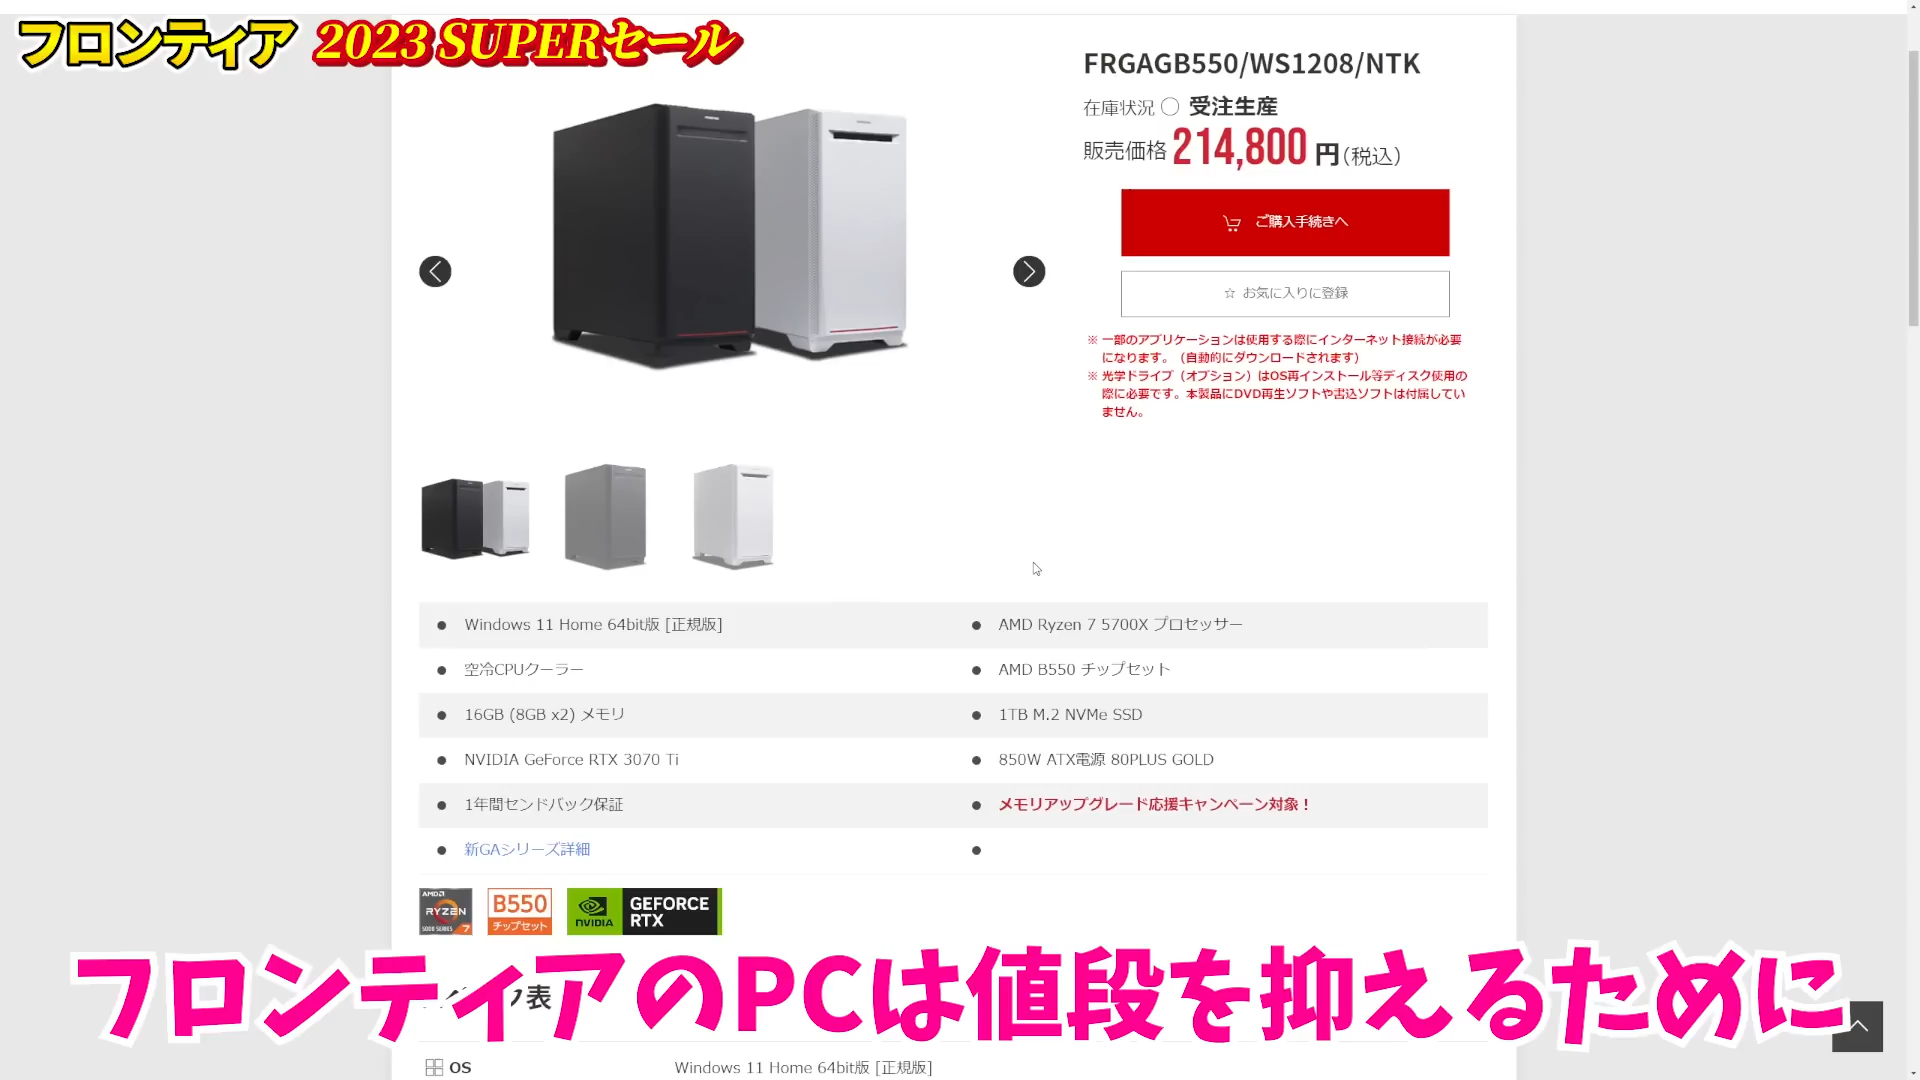 フロンティア 2023 SUPERセール
FRGAGB550/WS1208/NTK
在庫状況 〇 受注生産
販売価格 214,800 円(税込)
ご購入手続きへ
☆ お気に入りに登録
※ 一部のアプリケーションは使用する際にインターネット接続が必要
になります。（自動的にダウンロードされます）
※ 光学ドライブ（オプション）はOS再インストール等ディスク使用の
際に必要です。本製品にDVD再生ソフトや書込ソフトは付属してい
ません。
● Windows 11 Home 64bit版 [正規版]
● AMD Ryzen 7 5700X プロセッサー
● 空冷CPUクーラー
● AMD B550 チップセット
● 16GB (8GB x2) メモリ
● 1TB M.2 NVMe SSD
● NVIDIA GeForce RTX 3070 Ti
● 850W ATX電源 80PLUS GOLD
● 1年間センドバック保証
● メモリアップグレード応援キャンペーン対象！
● 新GAシリーズ詳細
●
AMD
RYZEN
5000 SERIES 7
B550
チップセット
NVIDIA
GEFORCE
RTX
フロンティアのPCは値段を抑えるために
表
OS Windows 11 Home 64bit版 [正規版]